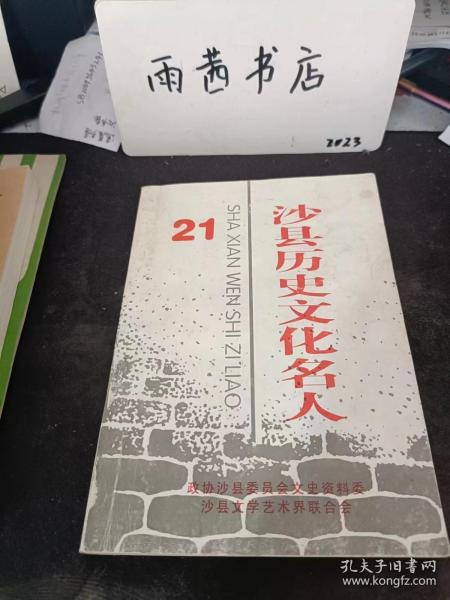 雨茜书店
2023
21
SHA XIAN WEN SHI ZI LIAO
沙县历史文化名人
政协沙县委员会文史资料委
沙县文学艺术界联合会
孔夫子旧书网
www.kongfz.com